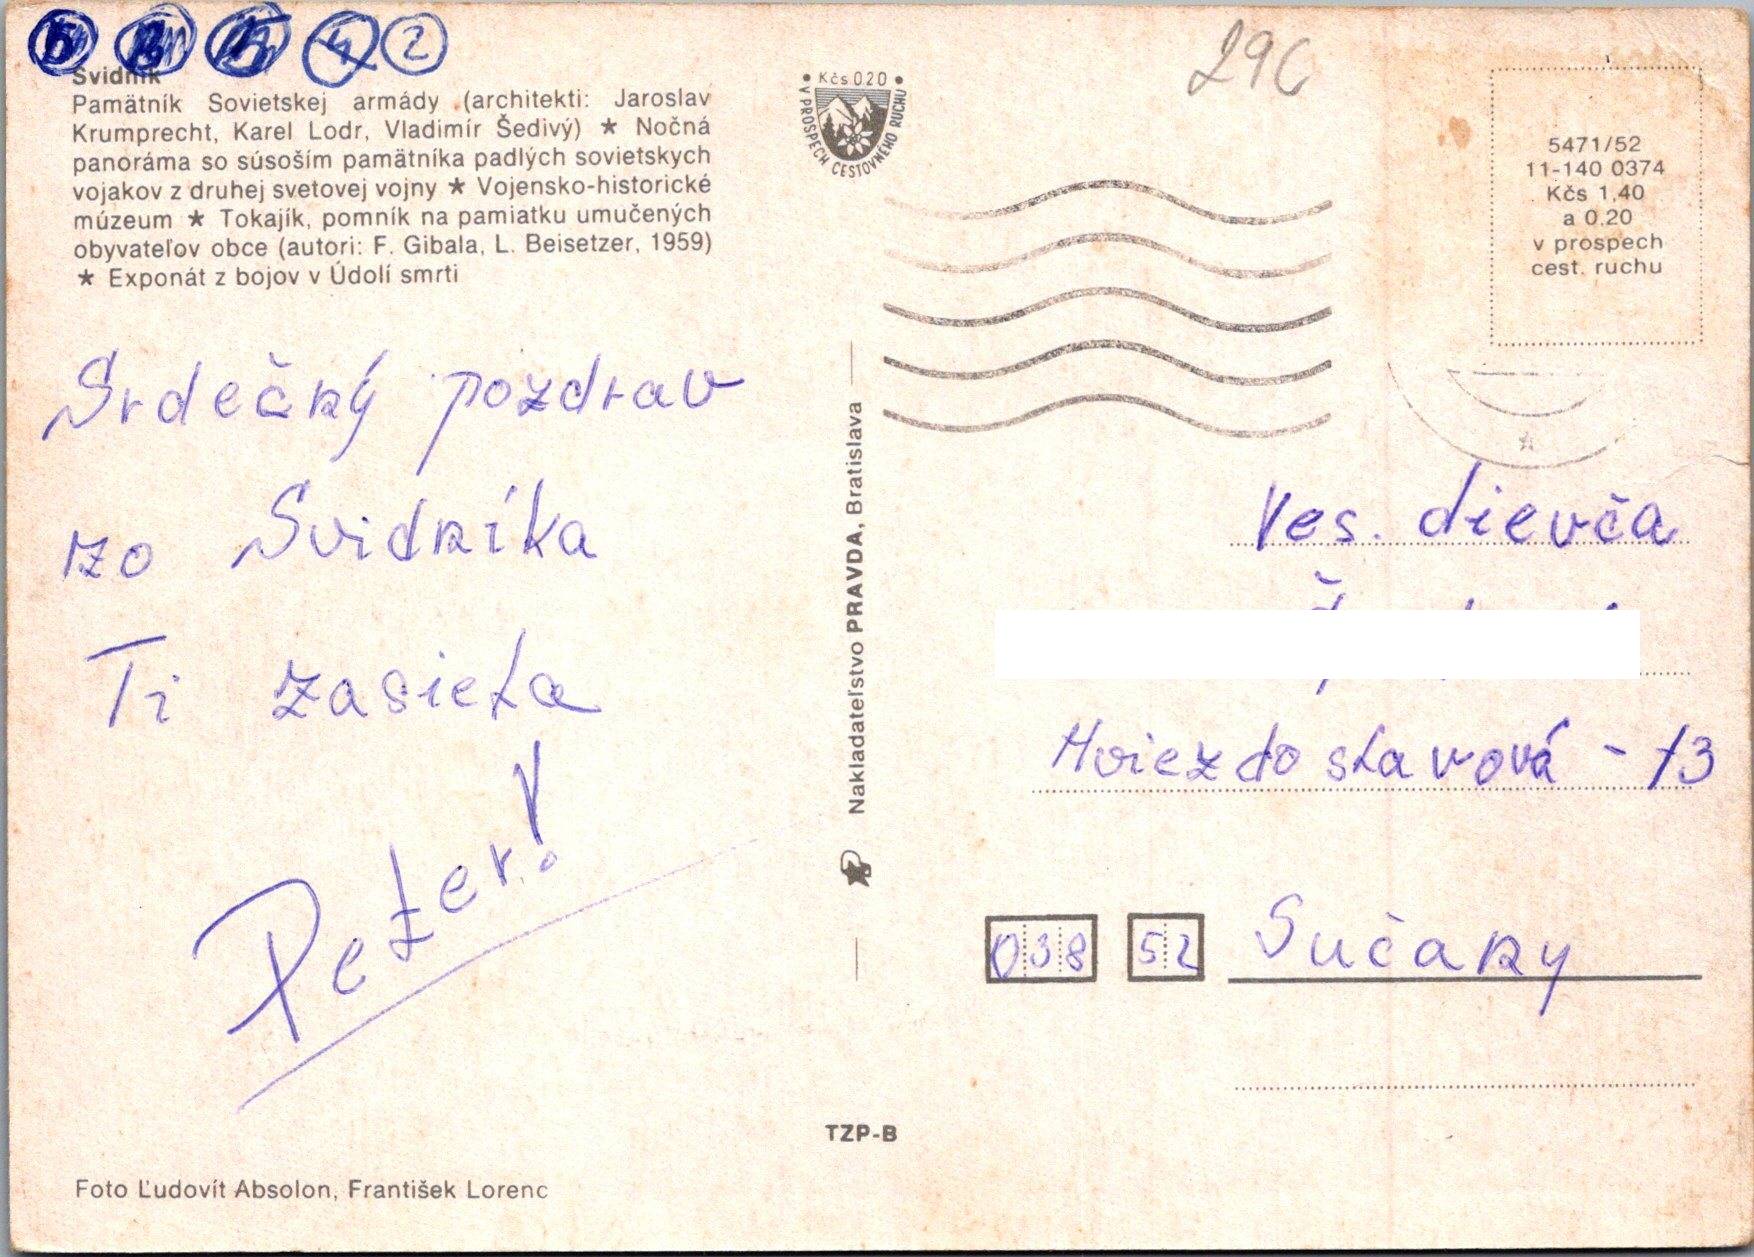 4 2
Svidník
Pamätník Sovietskej armády (architekti: Jaroslav
Krumprecht, Karel Lodr, Vladimír Šedivý) ★ Nočná
panoráma so súsoším pamätníka padlých sovietskych
vojakov z druhej svetovej vojny ★ Vojensko-historické
múzeum ★ Tokajík, pomník na pamiatku umučených
obyvateľov obce (autori: F. Gibala, L. Beisetzer, 1959)
★ Exponát z bojov v Údolí smrti
Srdečný pozdrav
zo Svidníka
Ti zasiela
Peter!
Foto Ľudovít Absolon, František Lorenc
• Kčs 020 •
V PROSPECH CESTOVNÉHO RUCHU
Nakladateľstvo PRAVDA, Bratislava
TZP-B
5471/52
11-140 0374
Kčs 1,40
a 0.20
v prospech
cest. ruchu
Ves. dievča
Hviezdoslavová - 13
038 52 Sučany